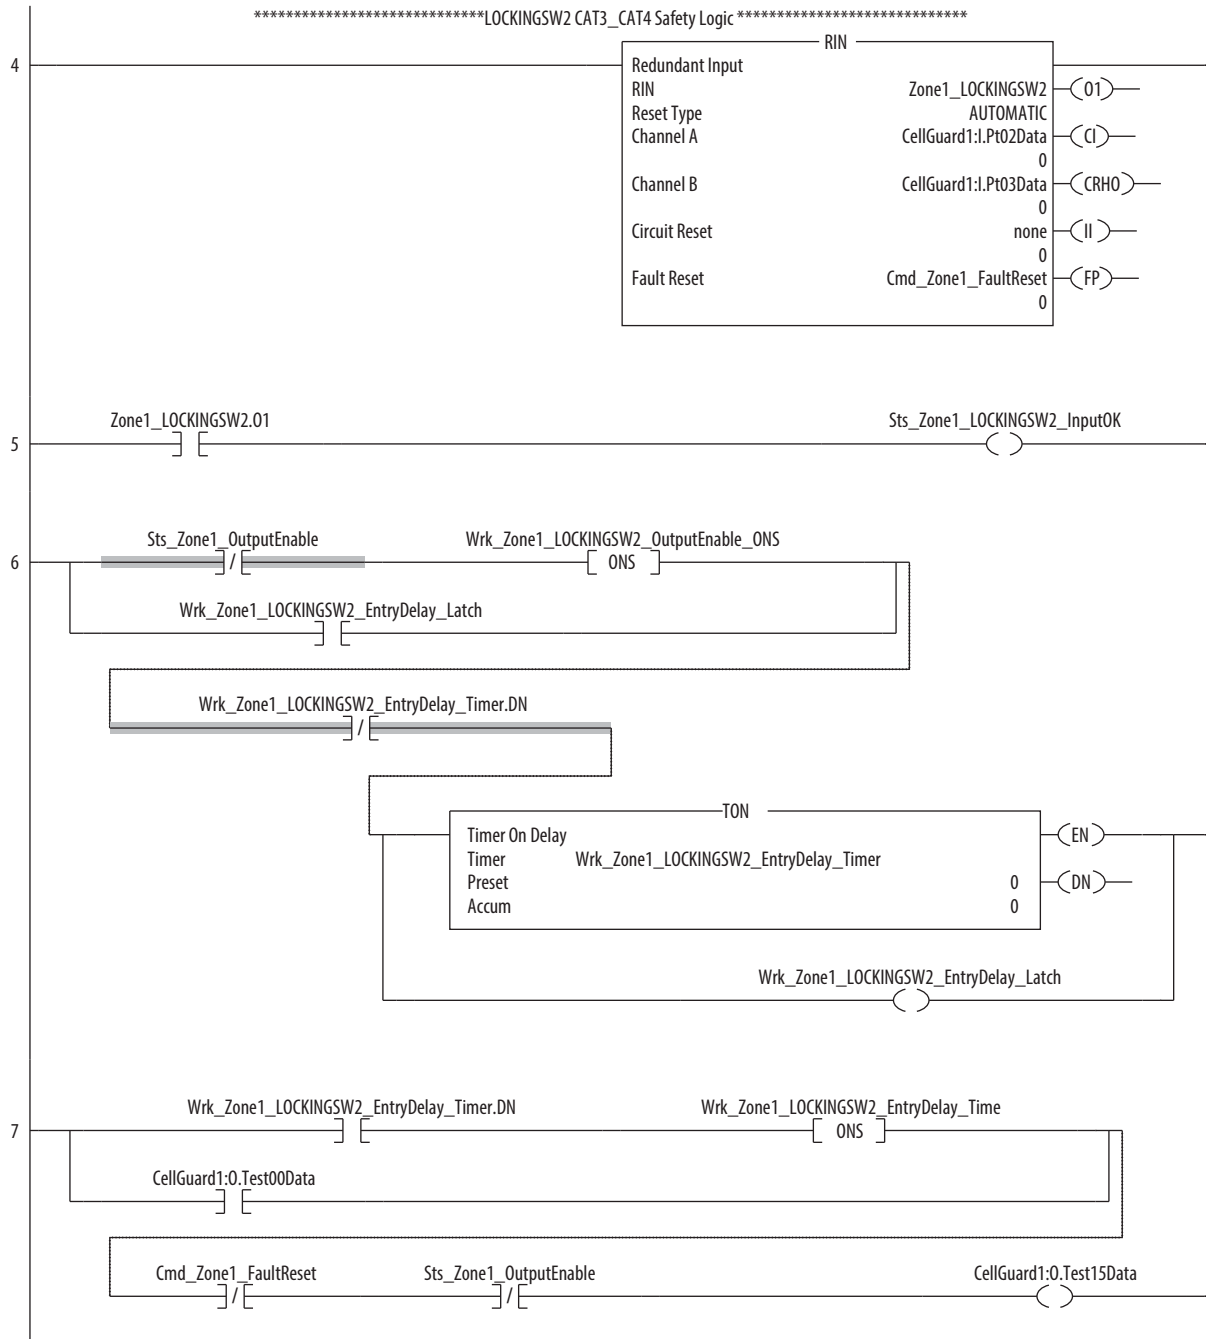 ****************************LOCKINGSW2 CAT3_CAT4 Safety Logic ****************************
4
RIN
Redundant Input
RIN Zone1_LOCKINGSW2 (O1)
Reset Type AUTOMATIC
Channel A CellGuard1:I.Pt02Data (CI)
0
Channel B CellGuard1:I.Pt03Data (CRHO)
0
Circuit Reset none (II)
0
Fault Reset Cmd_Zone1_FaultReset (FP)
0
Zone1_LOCKINGSW2.O1 Sts_Zone1_LOCKINGSW2_InputOK
5
Sts_Zone1_OutputEnable Wrk_Zone1_LOCKINGSW2_OutputEnable_ONS
6 / ONS
Wrk_Zone1_LOCKINGSW2_EntryDelay_Latch
Wrk_Zone1_LOCKINGSW2_EntryDelay_Timer.DN
/
TON
Timer On Delay (EN)
Timer Wrk_Zone1_LOCKINGSW2_EntryDelay_Timer
Preset 0 (DN)
Accum 0
Wrk_Zone1_LOCKINGSW2_EntryDelay_Latch
Wrk_Zone1_LOCKINGSW2_EntryDelay_Timer.DN Wrk_Zone1_LOCKINGSW2_EntryDelay_Time
7 ONS
CellGuard1:O.Test00Data
Cmd_Zone1_FaultReset Sts_Zone1_OutputEnable CellGuard1:O.Test15Data
/ /